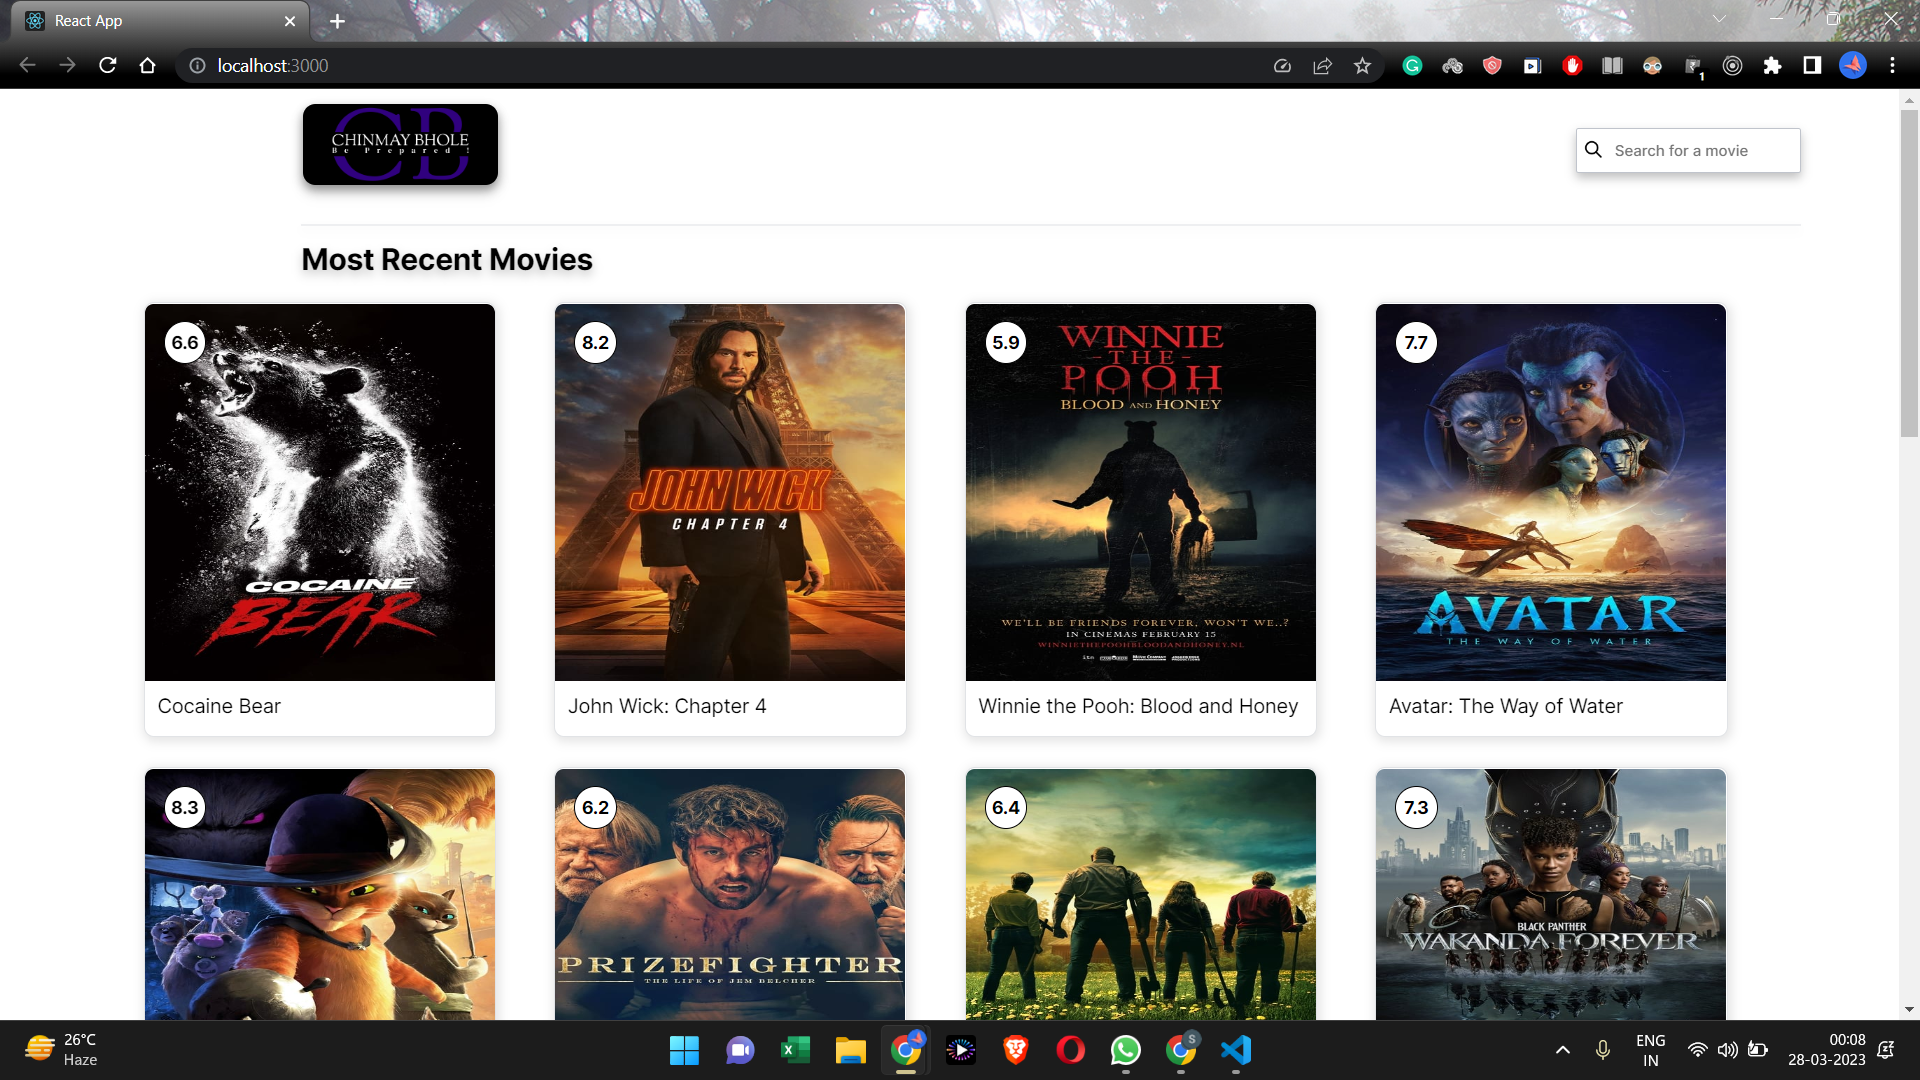 React App
localhost:3000
1
CB
CHINMAY BHOLE
Be Prepared !
Search for a movie
Most Recent Movies
6.6
COCAINE
BEAR
Cocaine Bear
8.2
JOHN WICK
CHAPTER 4
John Wick: Chapter 4
5.9
WINNIE
-THE-
POOH
BLOOD AND HONEY
WE'LL BE FRIENDS FOREVER, WON'T WE..?
IN CINEMAS FEBRUARY 15
WINNIETHEPOOHBLOODANDHONEY.NL
Winnie the Pooh: Blood and Honey
7.7
AVATAR
THE WAY OF WATER
Avatar: The Way of Water
8.3
6.2
PRIZEFIGHTER
THE LIFE OF JEM BELCHER
6.4
7.3
BLACK PANTHER
WAKANDA FOREVER
26°C
Haze
S
ENG
IN
00:08
28-03-2023